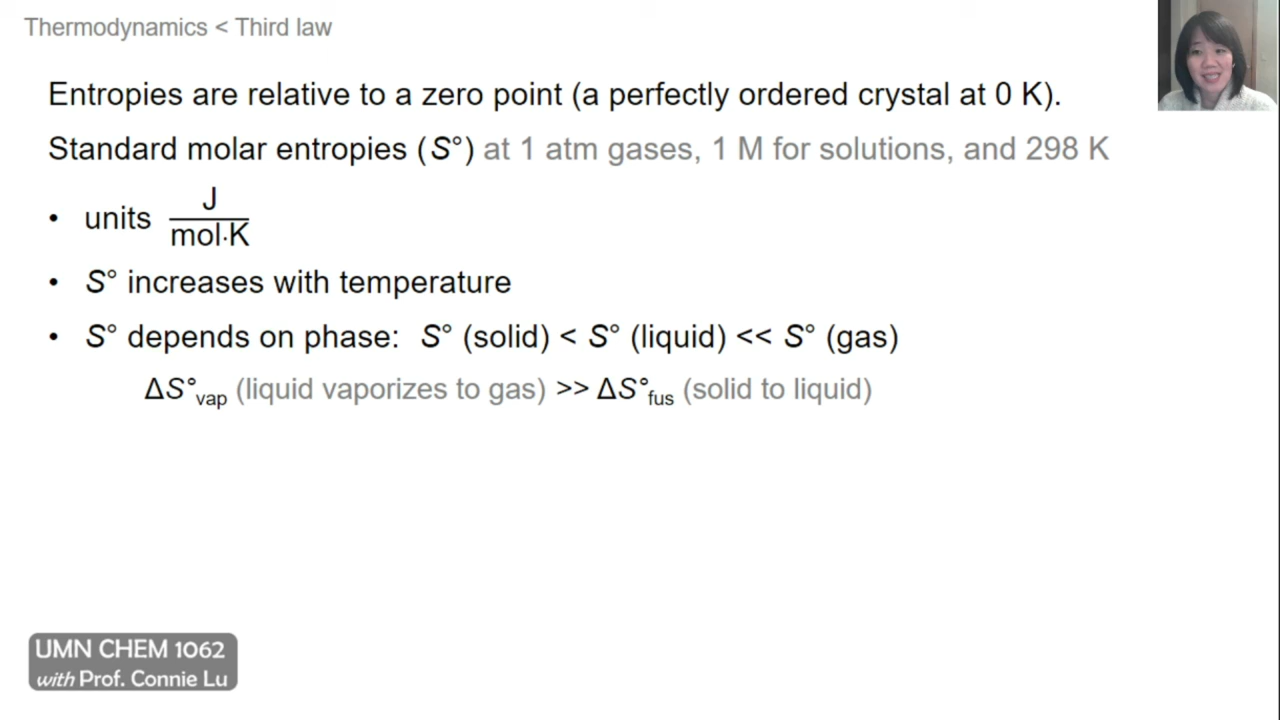 Thermodynamics < Third law
Entropies are relative to a zero point (a perfectly ordered crystal at 0 K).
Standard molar entropies (S°) at 1 atm gases, 1 M for solutions, and 298 K
• units J/mol·K
• S° increases with temperature
• S° depends on phase: S° (solid) < S° (liquid) << S° (gas)
ΔS°vap (liquid vaporizes to gas) >> ΔS°fus (solid to liquid)
UMN CHEM 1062
with Prof. Connie Lu